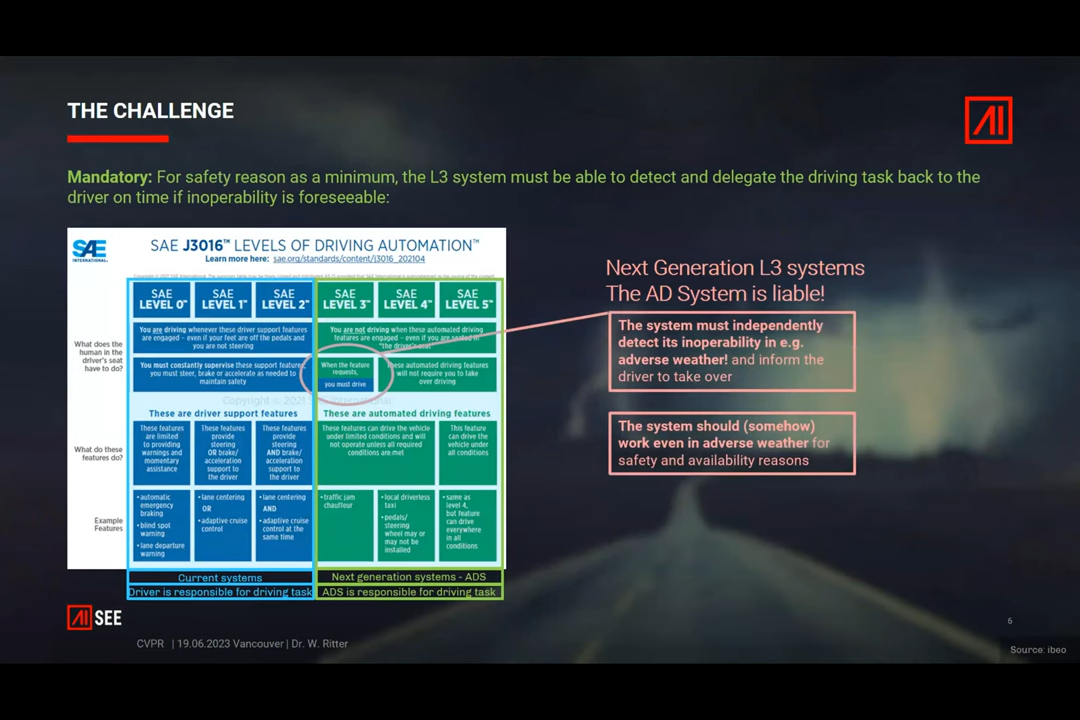 THE CHALLENGE
AI
Mandatory: For safety reason as a minimum, the L3 system must be able to detect and delegate the driving task back to the
driver on time if inoperability is foreseeable:
SAE
INTERNATIONAL
SAE J3016™ LEVELS OF DRIVING AUTOMATION™
Learn more here: sae.org/standards/content/j3016_202104
SAE LEVEL 0™
SAE LEVEL 1™
SAE LEVEL 2™
SAE LEVEL 3™
SAE LEVEL 4™
SAE LEVEL 5™
What does the
human in the
driver's seat
have to do?
You are driving whenever these driver support features
are engaged – even if your feet are off the pedals and
you are not steering
You are not driving when these automated driving
features are engaged – even if you are seated in
"the driver's seat"
You must constantly supervise these support features;
you must steer, brake or accelerate as needed to
maintain safety
When the feature
requests,
you must drive
These automated driving features
will not require you to take
over driving
Copyright © 2021 SAE International
These are driver support features
These are automated driving features
What do these
features do?
These features
are limited
to providing
warnings and
momentary
assistance
These features
provide
steering
OR brake/
acceleration
support to
the driver
These features
provide
steering
AND brake/
acceleration
support to
the driver
These features can drive the vehicle
under limited conditions and will
not operate unless all required
conditions are met
This feature
can drive the
vehicle under
all conditions
Example
Features
• automatic
emergency
braking
• blind spot
warning
• lane departure
warning
• lane centering
OR
• adaptive cruise
control
• lane centering
AND
• adaptive cruise
control at the
same time
• traffic jam
chauffeur
• local driverless
taxi
• pedals/
steering
wheel may or
may not be
installed
• same as
level 4,
but feature
can drive
everywhere
in all
conditions
Current systems
Next generation systems - ADS
Driver is responsible for driving task
ADS is responsible for driving task
Next Generation L3 systems
The AD System is liable!
The system must independently
detect its inoperability in e.g.
adverse weather! and inform the
driver to take over
The system should (somehow)
work even in adverse weather for
safety and availability reasons
AI SEE
CVPR | 19.06.2023 Vancouver | Dr. W. Ritter
6
Source: ibeo